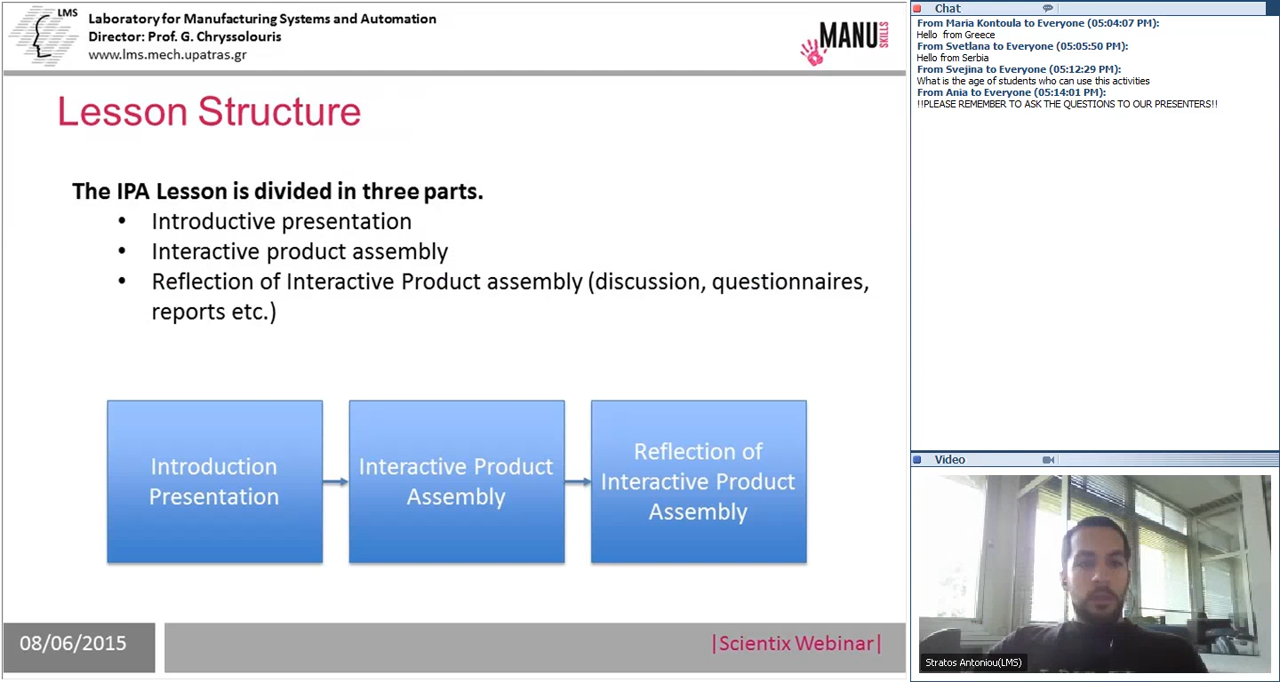 LMS
Laboratory for Manufacturing Systems and Automation
Director: Prof. G. Chryssolouris
www.lms.mech.upatras.gr
MANU
SKILLS
Lesson Structure
The IPA Lesson is divided in three parts.
• Introductive presentation
• Interactive product assembly
• Reflection of Interactive Product assembly (discussion, questionnaires,
reports etc.)
Introduction
Presentation
Interactive Product
Assembly
Reflection of
Interactive Product
Assembly
08/06/2015
|Scientix Webinar|
Chat
From Maria Kontoula to Everyone (05:04:07 PM):
Hello from Greece
From Svetlana to Everyone (05:05:50 PM):
Hello from Serbia
From Svejina to Everyone (05:12:29 PM):
What is the age of students who can use this activities
From Ania to Everyone (05:14:01 PM):
!!PLEASE REMEMBER TO ASK THE QUESTIONS TO OUR PRESENTERS!!
Video
Stratos Antoniou(LMS)